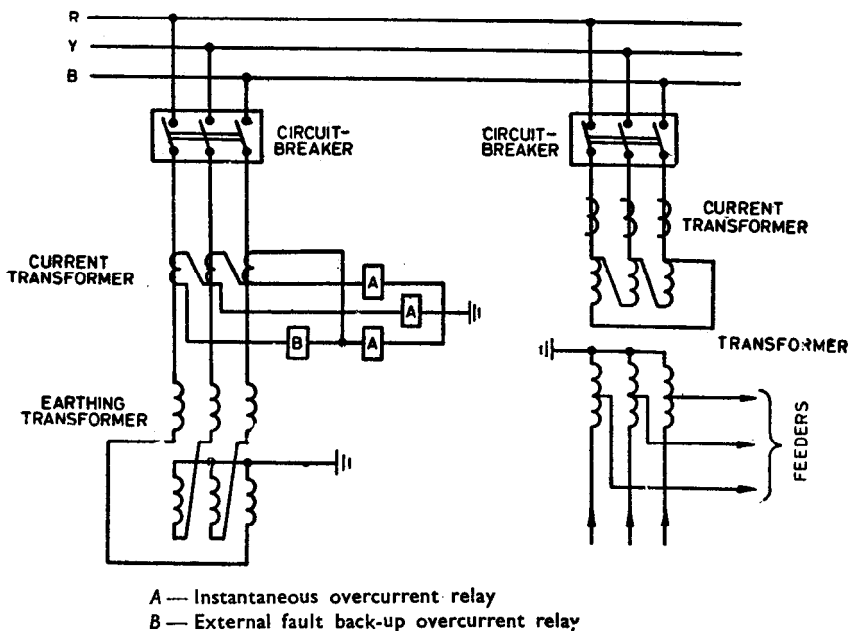 R
Y
B
CIRCUIT-
BREAKER
CIRCUIT-
BREAKER
CURRENT
TRANSFORMER
CURRENT
TRANSFORMER
A
A
B
A
TRANSFORMER
EARTHING
TRANSFORMER
FEEDERS
A — Instantaneous overcurrent relay
B — External fault back-up overcurrent relay